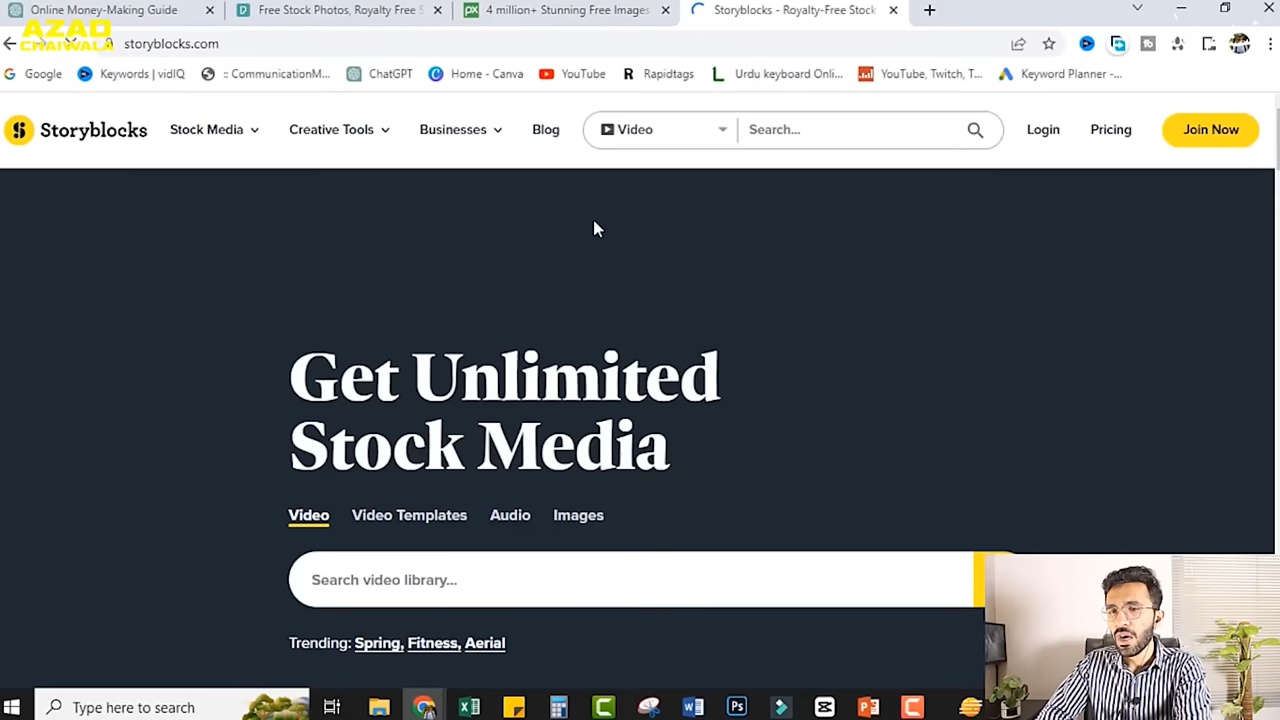 Online Money-Making Guide
Free Stock Photos, Royalty Free S
4 million+ Stunning Free Images
Storyblocks - Royalty-Free Stock
AZAD
CHAIWALA
storyblocks.com
Google
Keywords | vidIQ
:: CommunicationM...
ChatGPT
Home - Canva
YouTube
Rapidtags
Urdu keyboard Onli...
YouTube, Twitch, T...
Keyword Planner -...
Storyblocks
Stock Media
Creative Tools
Businesses
Blog
Video
Search...
Login
Pricing
Join Now
Get Unlimited
Stock Media
Video
Video Templates
Audio
Images
Search video library...
Trending: Spring, Fitness, Aerial
Type here to search